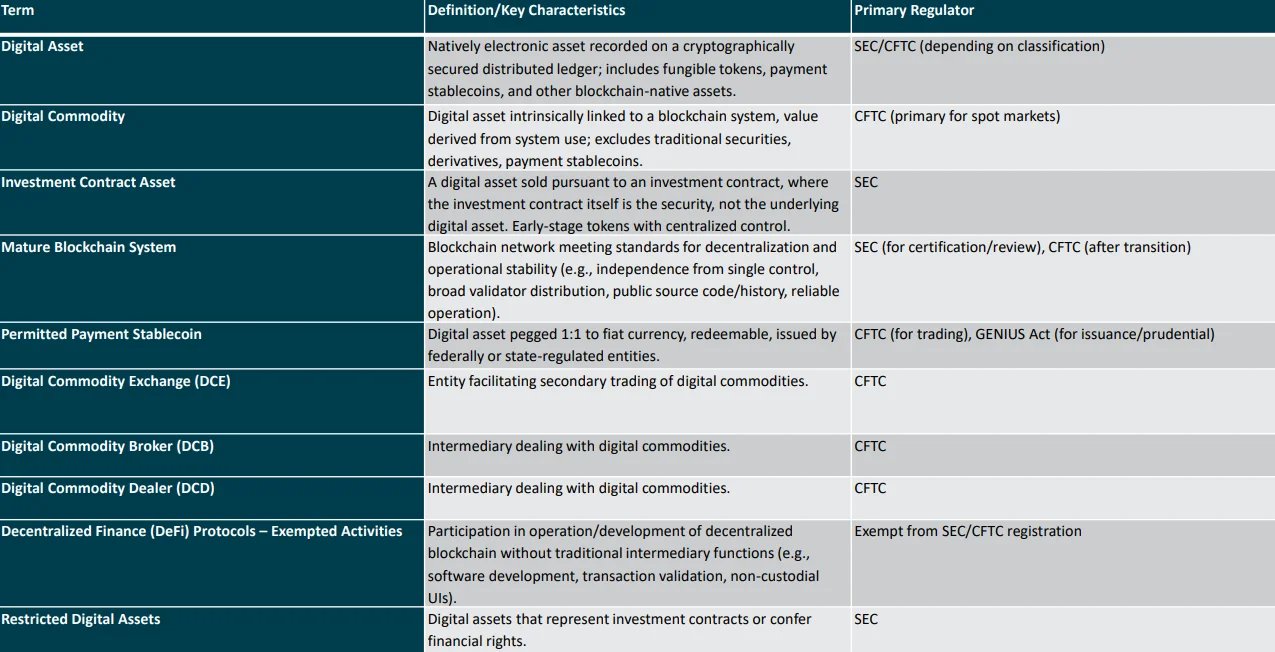 Term
Definition/Key Characteristics
Primary Regulator
Digital Asset
Natively electronic asset recorded on a cryptographically
secured distributed ledger; includes fungible tokens, payment
stablecoins, and other blockchain-native assets.
SEC/CFTC (depending on classification)
Digital Commodity
Digital asset intrinsically linked to a blockchain system, value
derived from system use; excludes traditional securities,
derivatives, payment stablecoins.
CFTC (primary for spot markets)
Investment Contract Asset
A digital asset sold pursuant to an investment contract, where
the investment contract itself is the security, not the underlying
digital asset. Early-stage tokens with centralized control.
SEC
Mature Blockchain System
Blockchain network meeting standards for decentralization and
operational stability (e.g., independence from single control,
broad validator distribution, public source code/history, reliable
operation).
SEC (for certification/review), CFTC (after transition)
Permitted Payment Stablecoin
Digital asset pegged 1:1 to fiat currency, redeemable, issued by
federally or state-regulated entities.
CFTC (for trading), GENIUS Act (for issuance/prudential)
Digital Commodity Exchange (DCE)
Entity facilitating secondary trading of digital commodities.
CFTC
Digital Commodity Broker (DCB)
Intermediary dealing with digital commodities.
CFTC
Digital Commodity Dealer (DCD)
Intermediary dealing with digital commodities.
CFTC
Decentralized Finance (DeFi) Protocols – Exempted Activities
Participation in operation/development of decentralized
blockchain without traditional intermediary functions (e.g.,
software development, transaction validation, non-custodial
UIs).
Exempt from SEC/CFTC registration
Restricted Digital Assets
Digital assets that represent investment contracts or confer
financial rights.
SEC